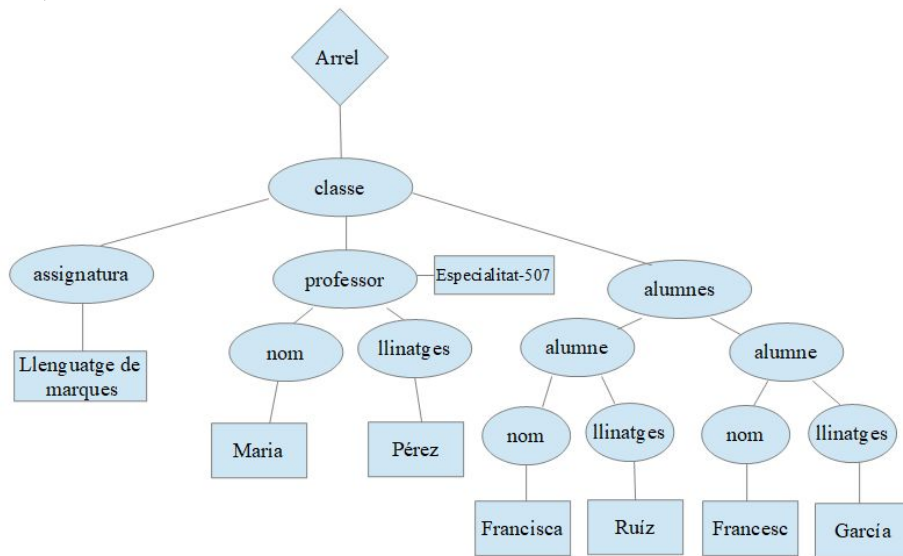 Arrel
classe
assignatura
professor
Especialitat-507
alumnes
Llenguatge de
marques
nom
llinatges
alumne
alumne
Maria
Pérez
nom
llinatges
nom
llinatges
Francisca
Ruíz
Francesc
García